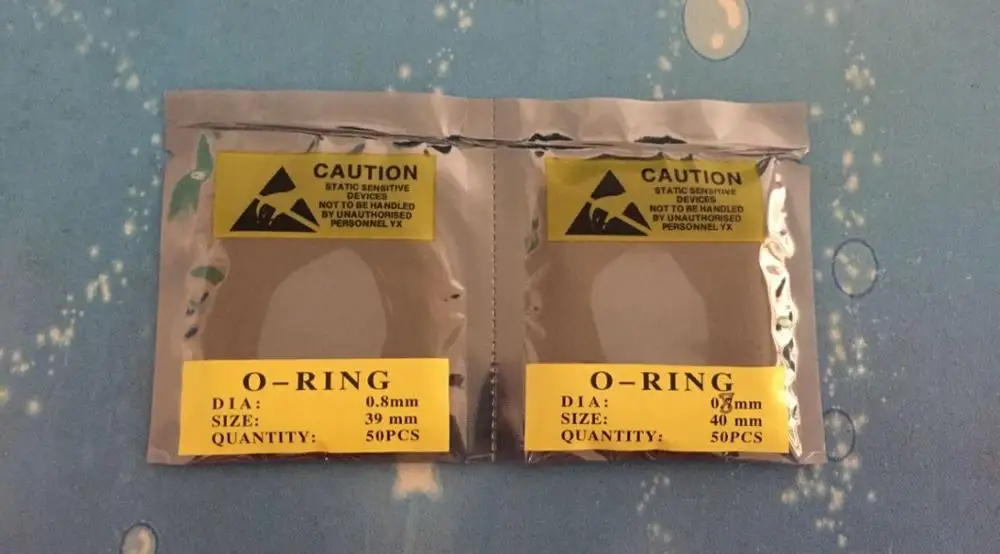 CAUTION
STATIC SENSITIVE
DEVICES
NOT TO BE HANDLED
BY UNAUTHORISED
PERSONNEL YX
O-RING
DIA: 0.8mm
SIZE: 39 mm
QUANTITY: 50PCS
CAUTION
STATIC SENSITIVE
DEVICES
NOT TO BE HANDLED
BY UNAUTHORISED
PERSONNEL YX
O-RING
DIA:
SIZE: 40 mm
QUANTITY: 50PCS